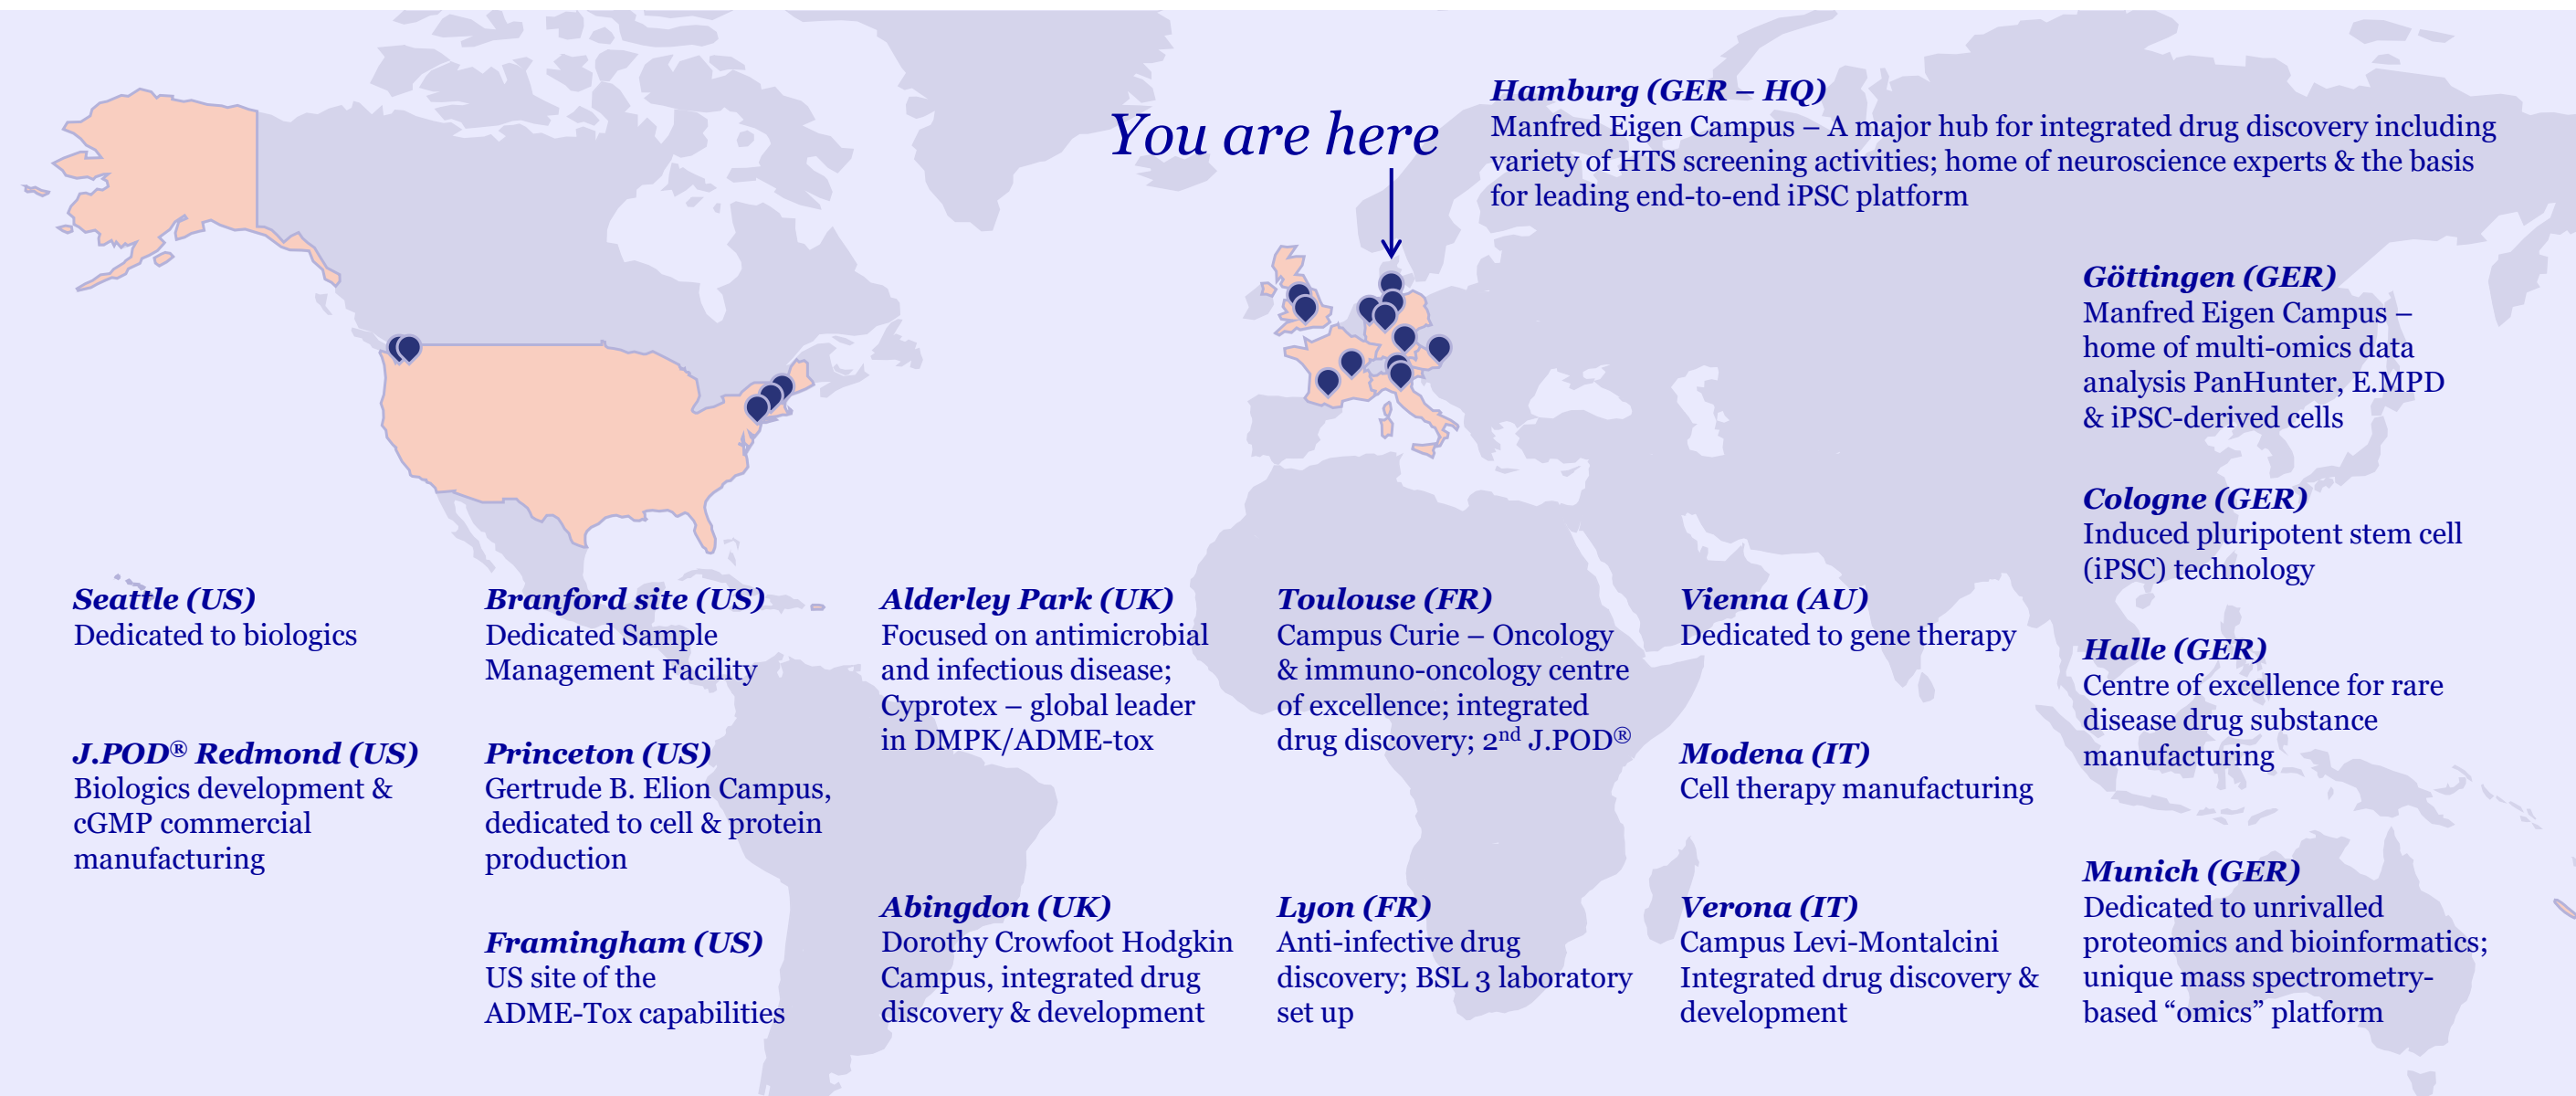 You are here
Hamburg (GER – HQ)
Manfred Eigen Campus – A major hub for integrated drug discovery including
variety of HTS screening activities; home of neuroscience experts & the basis
for leading end-to-end iPSC platform
Göttingen (GER)
Manfred Eigen Campus –
home of multi-omics data
analysis PanHunter, E.MPD
& iPSC-derived cells
Cologne (GER)
Induced pluripotent stem cell
(iPSC) technology
Halle (GER)
Centre of excellence for rare
disease drug substance
manufacturing
Munich (GER)
Dedicated to unrivalled
proteomics and bioinformatics;
unique mass spectrometry-
based “omics” platform
Seattle (US)
Dedicated to biologics
J.POD® Redmond (US)
Biologics development &
cGMP commercial
manufacturing
Branford site (US)
Dedicated Sample
Management Facility
Princeton (US)
Gertrude B. Elion Campus,
dedicated to cell & protein
production
Framingham (US)
US site of the
ADME-Tox capabilities
Alderley Park (UK)
Focused on antimicrobial
and infectious disease;
Cyprotex – global leader
in DMPK/ADME-tox
Abingdon (UK)
Dorothy Crowfoot Hodgkin
Campus, integrated drug
discovery & development
Toulouse (FR)
Campus Curie – Oncology
& immuno-oncology centre
of excellence; integrated
drug discovery; 2nd J.POD®
Lyon (FR)
Anti-infective drug
discovery; BSL 3 laboratory
set up
Vienna (AU)
Dedicated to gene therapy
Modena (IT)
Cell therapy manufacturing
Verona (IT)
Campus Levi-Montalcini
Integrated drug discovery &
development